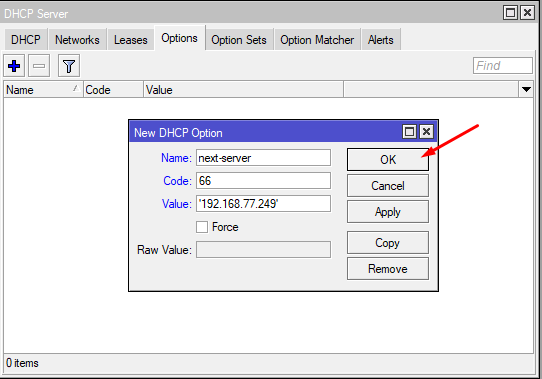 DHCP Server
DHCP Networks Leases Options Option Sets Option Matcher Alerts
Find
Name Code Value
New DHCP Option
Name: next-server OK
Code: 66 Cancel
Value: '192.168.77.249' Apply
Force Copy
Raw Value: Remove
0 items